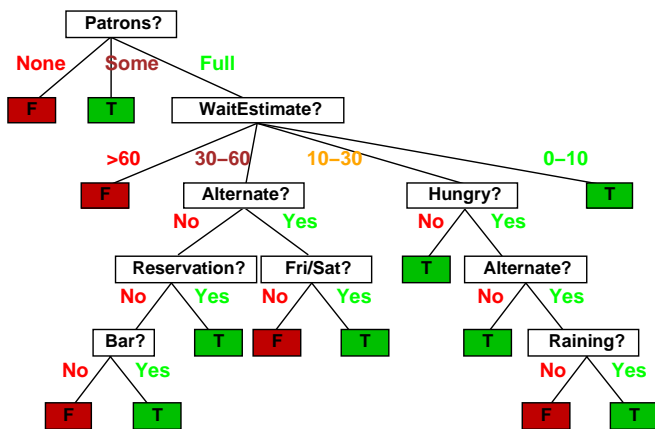 Patrons?
None Some Full
F T WaitEstimate?
>60 30–60 10–30 0–10
F Alternate? Hungry? T
No Yes No Yes
Reservation? Fri/Sat? T Alternate?
No Yes No Yes No Yes
Bar? T F T T Raining?
No Yes No Yes
F T F T